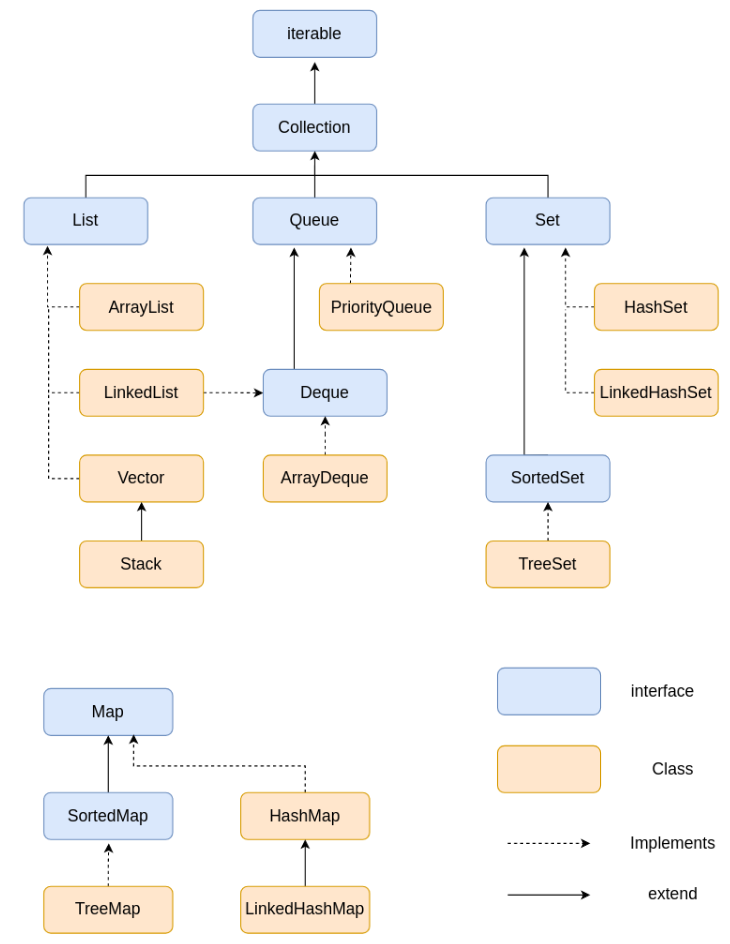 iterable
Collection
List
Queue
Set
ArrayList
PriorityQueue
HashSet
LinkedList
Deque
LinkedHashSet
Vector
ArrayDeque
SortedSet
Stack
TreeSet
Map
interface
Class
SortedMap
HashMap
Implements
extend
TreeMap
LinkedHashMap